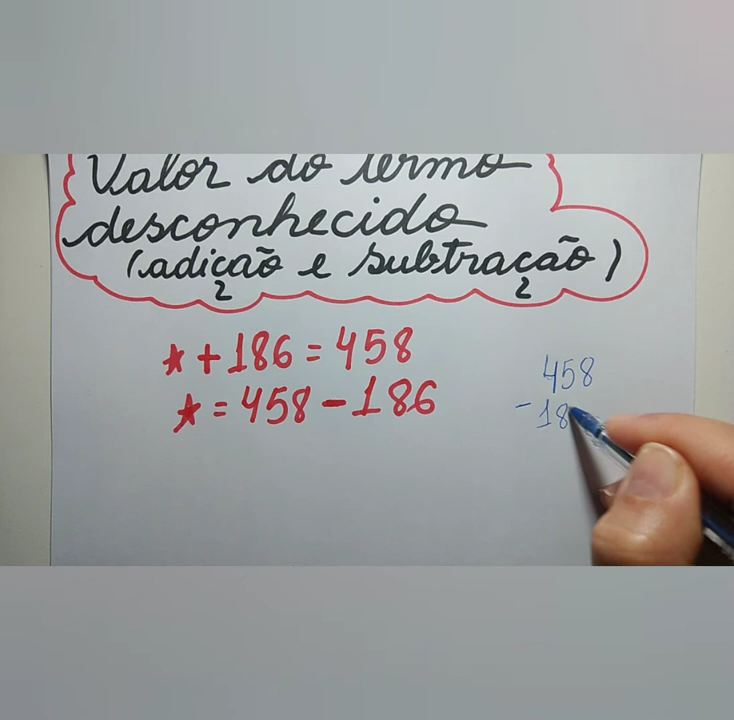 Valor do termo
desconhecido
(adição e subtração)
★ + 186 = 458
★ = 458 - 186
458
- 18